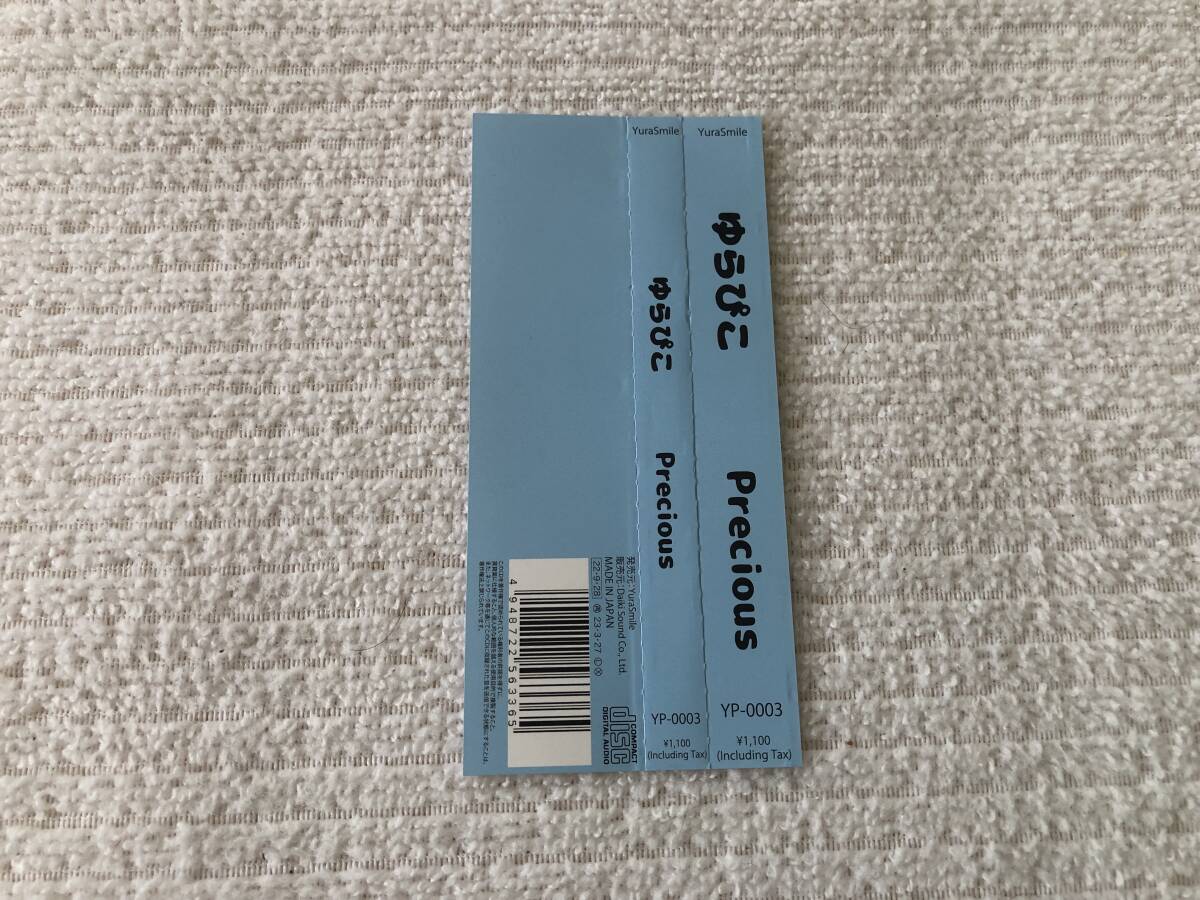 YuraSmile
ゆらぴこ
Precious
YP-0003
¥1,100
(Including Tax)
YuraSmile
ゆらぴこ
Precious
YP-0003
¥1,100
(Including Tax)
発売元:YuraSmile
販売元:Daiki Sound Co., Ltd.
MADE IN JAPAN
22・9・28 23・3・27
COMPACT
disc
DIGITAL AUDIO
4 948722 563365